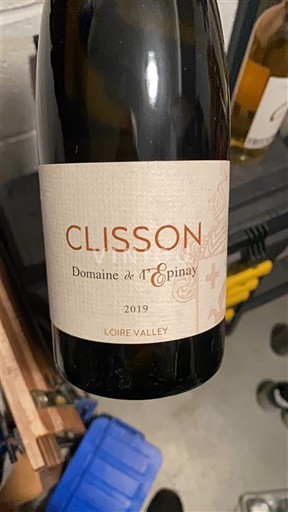 CLISSON
Domaine de l'Epinay
2019
LOIRE VALLEY